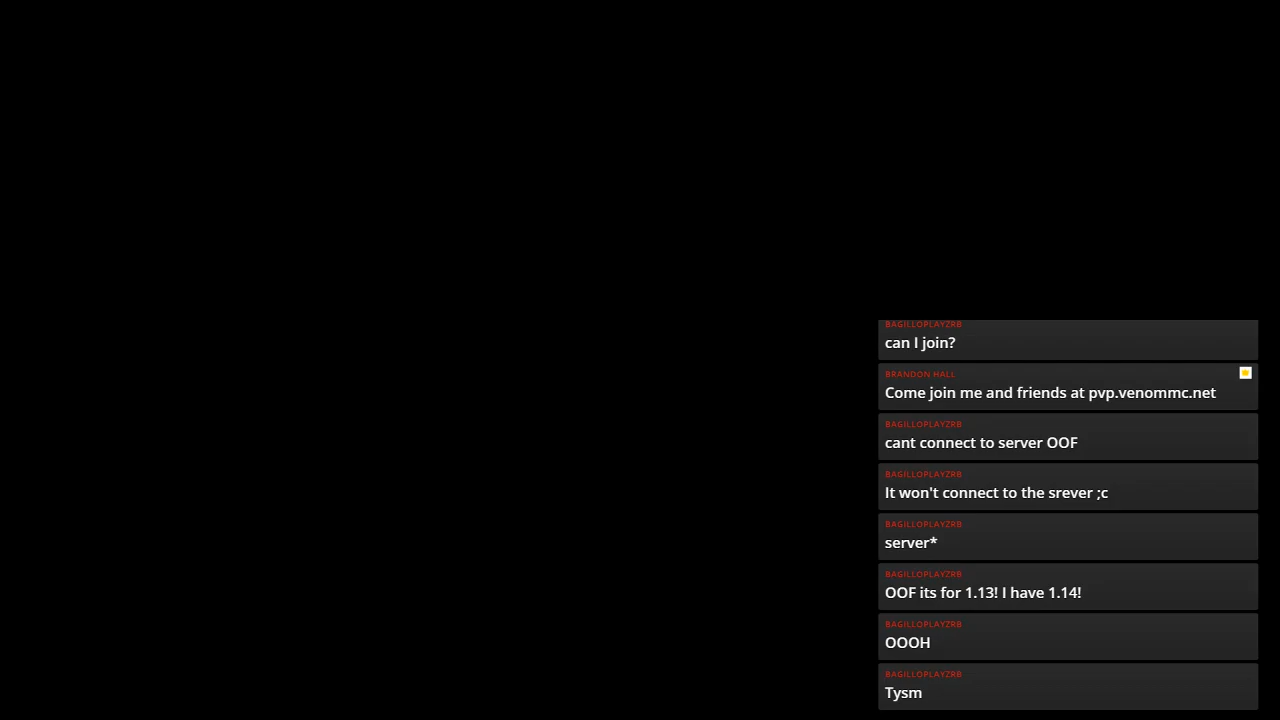 BAGILLOPLAYZRB
can I join?
BRANDON HALL
Come join me and friends at pvp.venommc.net
BAGILLOPLAYZRB
cant connect to server OOF
BAGILLOPLAYZRB
It won't connect to the srever ;c
BAGILLOPLAYZRB
server*
BAGILLOPLAYZRB
OOF its for 1.13! I have 1.14!
BAGILLOPLAYZRB
OOOH
BAGILLOPLAYZRB
Tysm